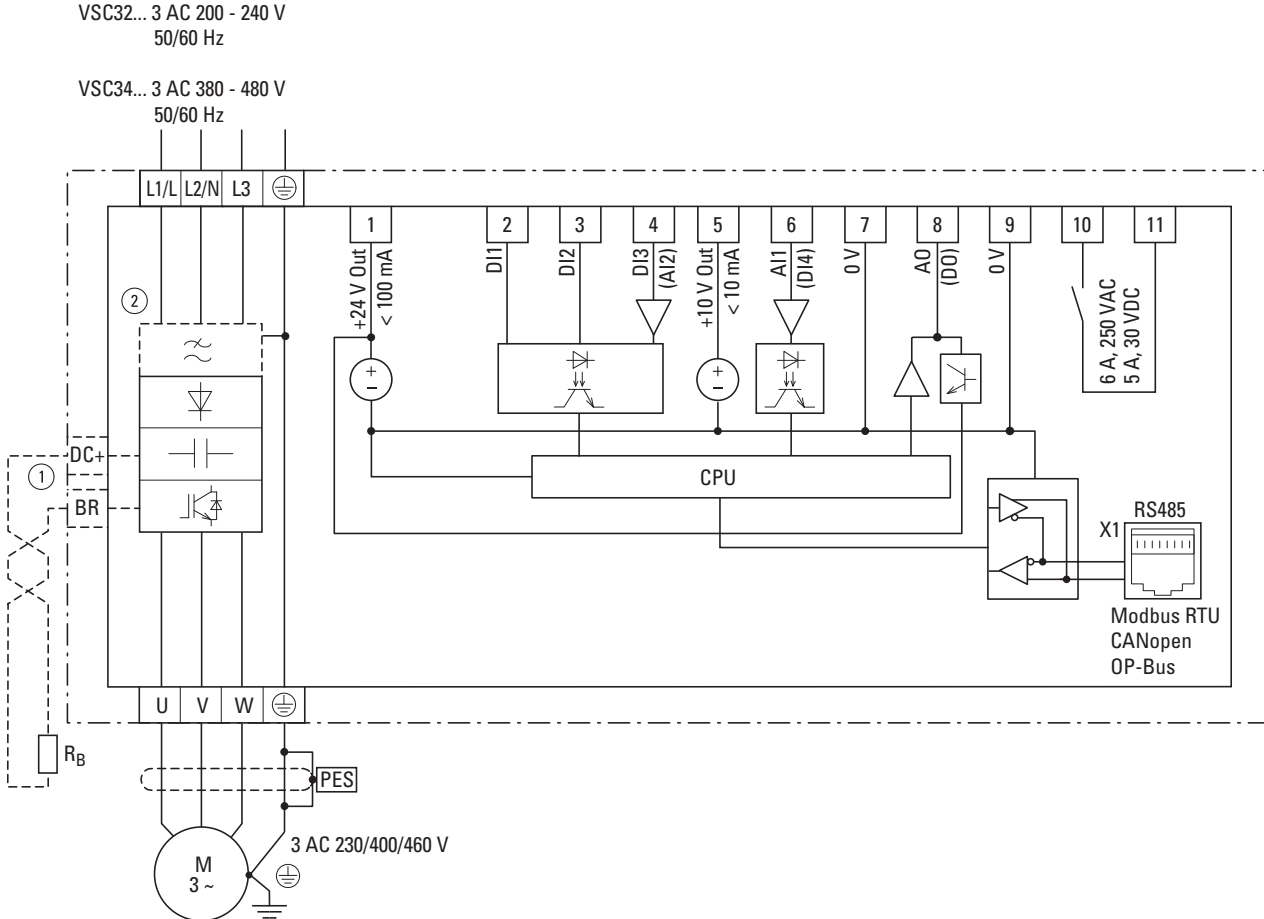 VSC32... 3 AC 200 - 240 V
50/60 Hz
VSC34... 3 AC 380 - 480 V
50/60 Hz
L1/L L2/N L3
1 2 3 4 5 6 7 8 9 10 11
+24 V Out
< 100 mA
DI1
DI2
DI3
(AI2)
+10 V Out
< 10 mA
AI1
(DI4)
0 V
AO
(DO)
0 V
6 A, 250 VAC
5 A, 30 VDC
2
+
−
+
−
DC+
1
BR
CPU
X1
RS485
Modbus RTU
CANopen
OP-Bus
U V W
RB
PES
3 AC 230/400/460 V
M
3 ~